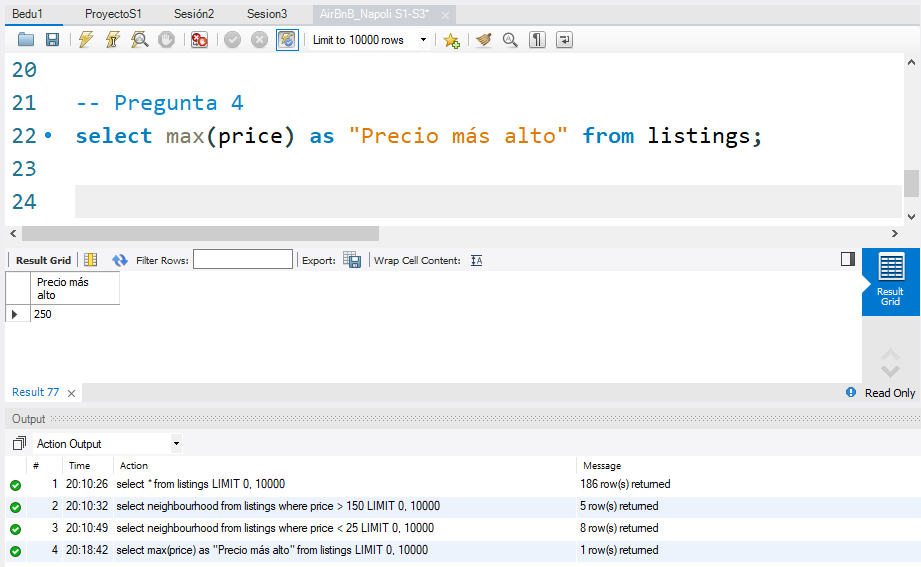 Bedu1 ProyectoS1 Sesión2 Sesion3 AirBnB_Napoli S1-S3*
Limit to 10000 rows
20
21 -- Pregunta 4
22 select max(price) as "Precio más alto" from listings;
23
24
Result Grid Filter Rows: Export: Wrap Cell Content:
Result
Grid
Precio más
alto
250
Result 77 Read Only
Output
Action Output
# Time Action Message
1 20:10:26 select * from listings LIMIT 0, 10000 186 row(s) returned
2 20:10:32 select neighbourhood from listings where price > 150 LIMIT 0, 10000 5 row(s) returned
3 20:10:49 select neighbourhood from listings where price < 25 LIMIT 0, 10000 8 row(s) returned
4 20:18:42 select max(price) as "Precio más alto" from listings LIMIT 0, 10000 1 row(s) returned